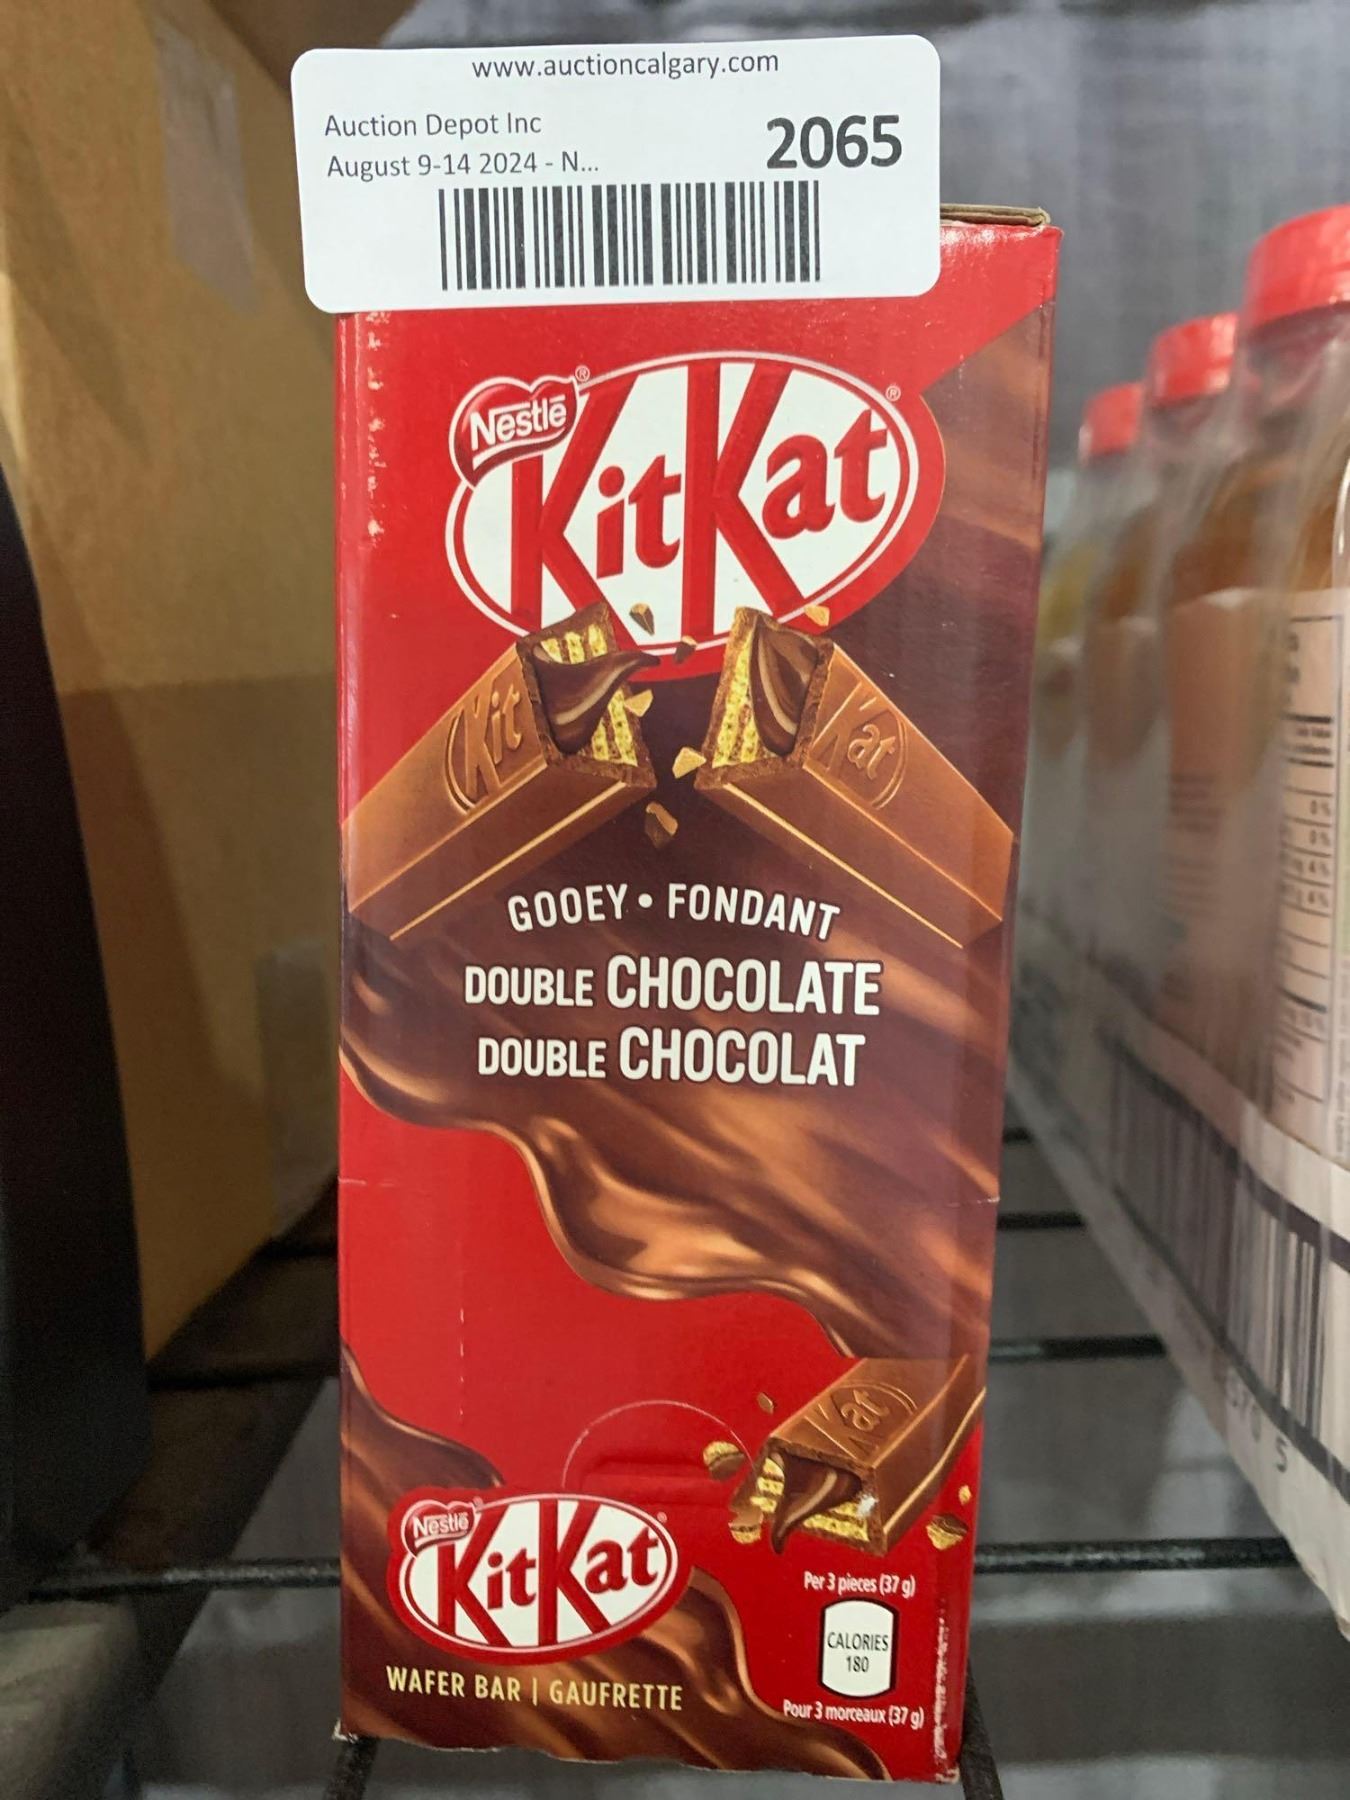 www.auctioncalgary.com
Auction Depot Inc
2065
August 9-14 2024 - N...
Nestlé®
KitKat®
Kit
Kat
GOOEY • FONDANT
DOUBLE CHOCOLATE
DOUBLE CHOCOLAT
Kat
Nestlé
KitKat
WAFER BAR | GAUFRETTE
Per 3 pieces (37 g)
CALORIES
180
Pour 3 morceaux (37 g)
5